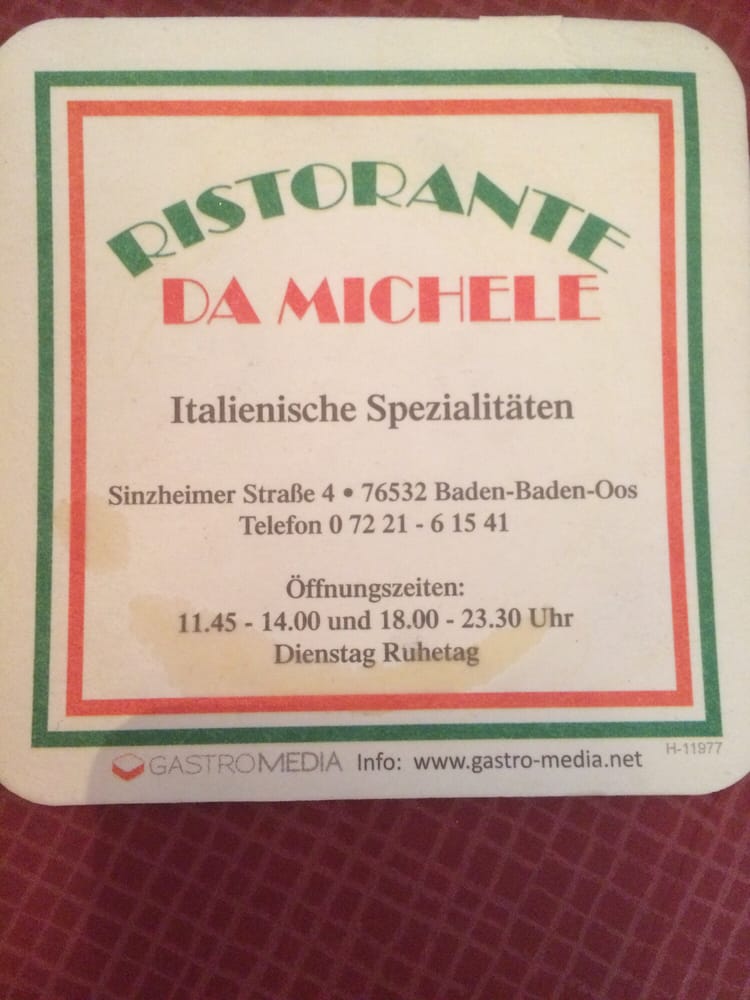 RISTORANTE
DA MICHELE
Italienische Spezialitäten
Sinzheimer Straße 4 • 76532 Baden-Baden-Oos
Telefon 0 72 21 - 6 15 41
Öffnungszeiten:
11.45 - 14.00 und 18.00 - 23.30 Uhr
Dienstag Ruhetag
GASTROMEDIA Info: www.gastro-media.net
H-11977